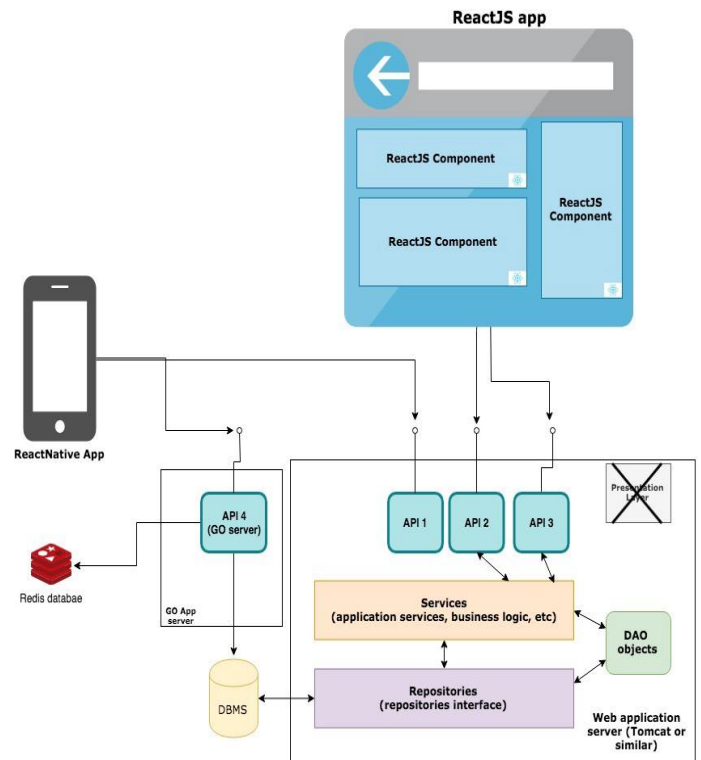 ReactJS app
ReactJS Component
ReactJS
Component
ReactJS Component
ReactNative App
Presentation
Layer
API 4
(GO server)
API 1
API 2
API 3
Redis databae
GO App
server
Services
(application services, business logic, etc)
DAO
objects
DBMS
Repositories
(repositories interface)
Web application
server (Tomcat or
similar)